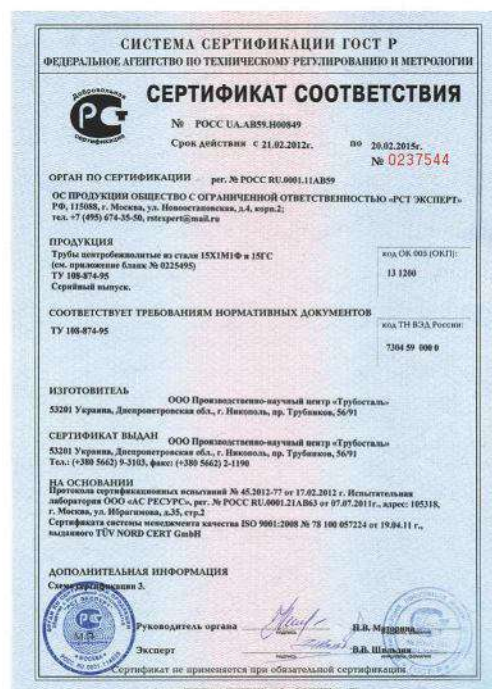 СИСТЕМА СЕРТИФИКАЦИИ ГОСТ Р
ФЕДЕРАЛЬНОЕ АГЕНТСТВО ПО ТЕХНИЧЕСКОМУ РЕГУЛИРОВАНИЮ И МЕТРОЛОГИИ
Добровольная
сертификация
СЕРТИФИКАТ СООТВЕТСТВИЯ
№ РОСС UA.АВ59.Н00849
Срок действия с 21.02.2012г. по 20.02.2015г.
№ 0237544
ОРГАН ПО СЕРТИФИКАЦИИ рег. № РОСС RU.0001.11АВ59
ОС ПРОДУКЦИИ ОБЩЕСТВО С ОГРАНИЧЕННОЙ ОТВЕТСТВЕННОСТЬЮ «РСТ ЭКСПЕРТ»
РФ, 115088, г. Москва, ул. Новоостаповская, д.4, корп.2;
тел. +7 (495) 674-35-50, rstexpert@mail.ru
ПРОДУКЦИЯ
Трубы центробежнолитые из стали 15Х1М1Ф и 15ГС
(см. приложение бланк № 0225495)
ТУ 108-874-95
Серийный выпуск.
код ОК 005 (ОКП):
13 1200
СООТВЕТСТВУЕТ ТРЕБОВАНИЯМ НОРМАТИВНЫХ ДОКУМЕНТОВ
ТУ 108-874-95
код ТН ВЭД России:
7304 59 000 0
ИЗГОТОВИТЕЛЬ
ООО Производственно-научный центр «Трубосталь»
53201 Украина, Днепропетровская обл., г. Никополь, пр. Трубников, 56/91
СЕРТИФИКАТ ВЫДАН ООО Производственно-научный центр «Трубосталь»
53201 Украина, Днепропетровская обл., г. Никополь, пр. Трубников, 56/91
Тел.: (+380 5662) 9-3103, факс: (+380 5662) 2-1190
НА ОСНОВАНИИ
Протокола сертификационных испытаний № 45.2012-77 от 17.02.2012 г. Испытательная
лаборатория ООО «АС РЕСУРС», рег. № РОСС RU.0001.21АВ63 от 07.07.2011г., адрес: 105318,
г. Москва, ул. Ибрагимова, д.35, стр.2
Сертификата системы менеджмента качества ISO 9001:2008 № 78 100 057224 от 19.04.11 г.,
выданного TÜV NORD CERT GmbH
ДОПОЛНИТЕЛЬНАЯ ИНФОРМАЦИЯ
Схема сертификации 3.
М.П.
Руководитель органа
подпись
Н.В.
Эксперт
подпись
В.В.
Сертификат не применяется при обязательной сертификации